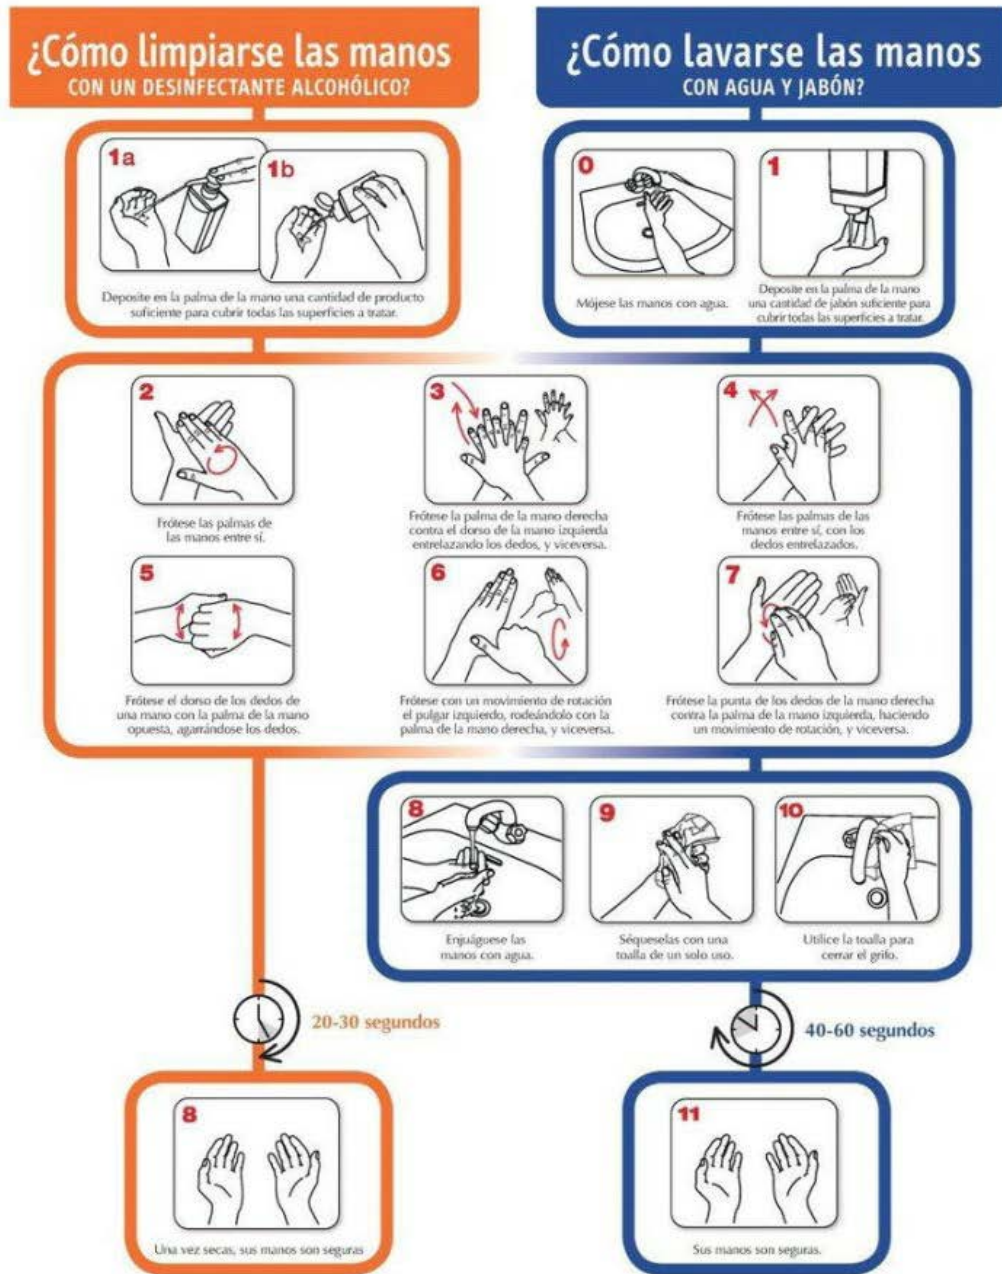 ¿Cómo limpiarse las manos
CON UN DESINFECTANTE ALCOHÓLICO?
¿Cómo lavarse las manos
CON AGUA Y JABÓN?
1a
1b
Deposite en la palma de la mano una cantidad de producto
suficiente para cubrir todas las superficies a tratar.
0
Mójese las manos con agua.
1
Deposite en la palma de la mano
una cantidad de jabón suficiente para
cubrir todas las superficies a tratar.
2
Frótese las palmas de
las manos entre sí.
3
Frótese la palma de la mano derecha
contra el dorso de la mano izquierda
entrelazando los dedos, y viceversa.
4
Frótese las palmas de las
manos entre sí, con los
dedos entrelazados.
5
Frótese el dorso de los dedos de
una mano con la palma de la mano
opuesta, agarrándose los dedos.
6
Frótese con un movimiento de rotación
el pulgar izquierdo, rodeándolo con la
palma de la mano derecha, y viceversa.
7
Frótese la punta de los dedos de la mano derecha
contra la palma de la mano izquierda, haciendo
un movimiento de rotación, y viceversa.
8
Enjuáguese las
manos con agua.
9
Séqueselas con una
toalla de un solo uso.
10
Utilice la toalla para
cerrar el grifo.
20-30 segundos
40-60 segundos
8
Una vez secas, sus manos son seguras
11
Sus manos son seguras.